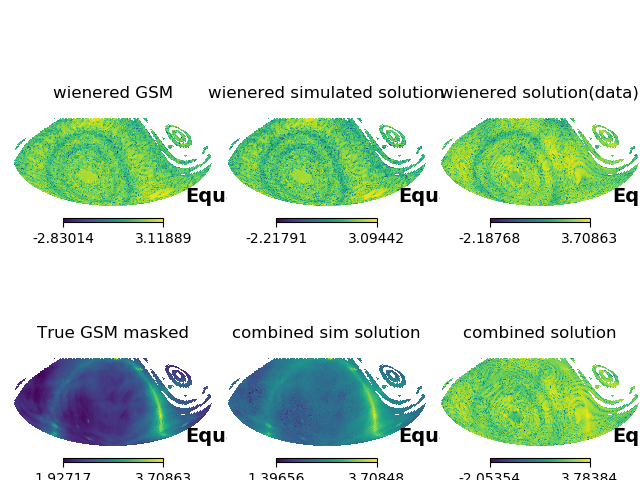 wienered GSM
wienered simulated solution
wienered solution(data)
Equ
Equ
Eq
-2.83014 3.11889
-2.21791 3.09442
-2.18768 3.70863
True GSM masked
combined sim solution
combined solution
Equ
Equ
Eq
1.92717 3.70863
1.39656 3.70848
-2.05354 3.78384